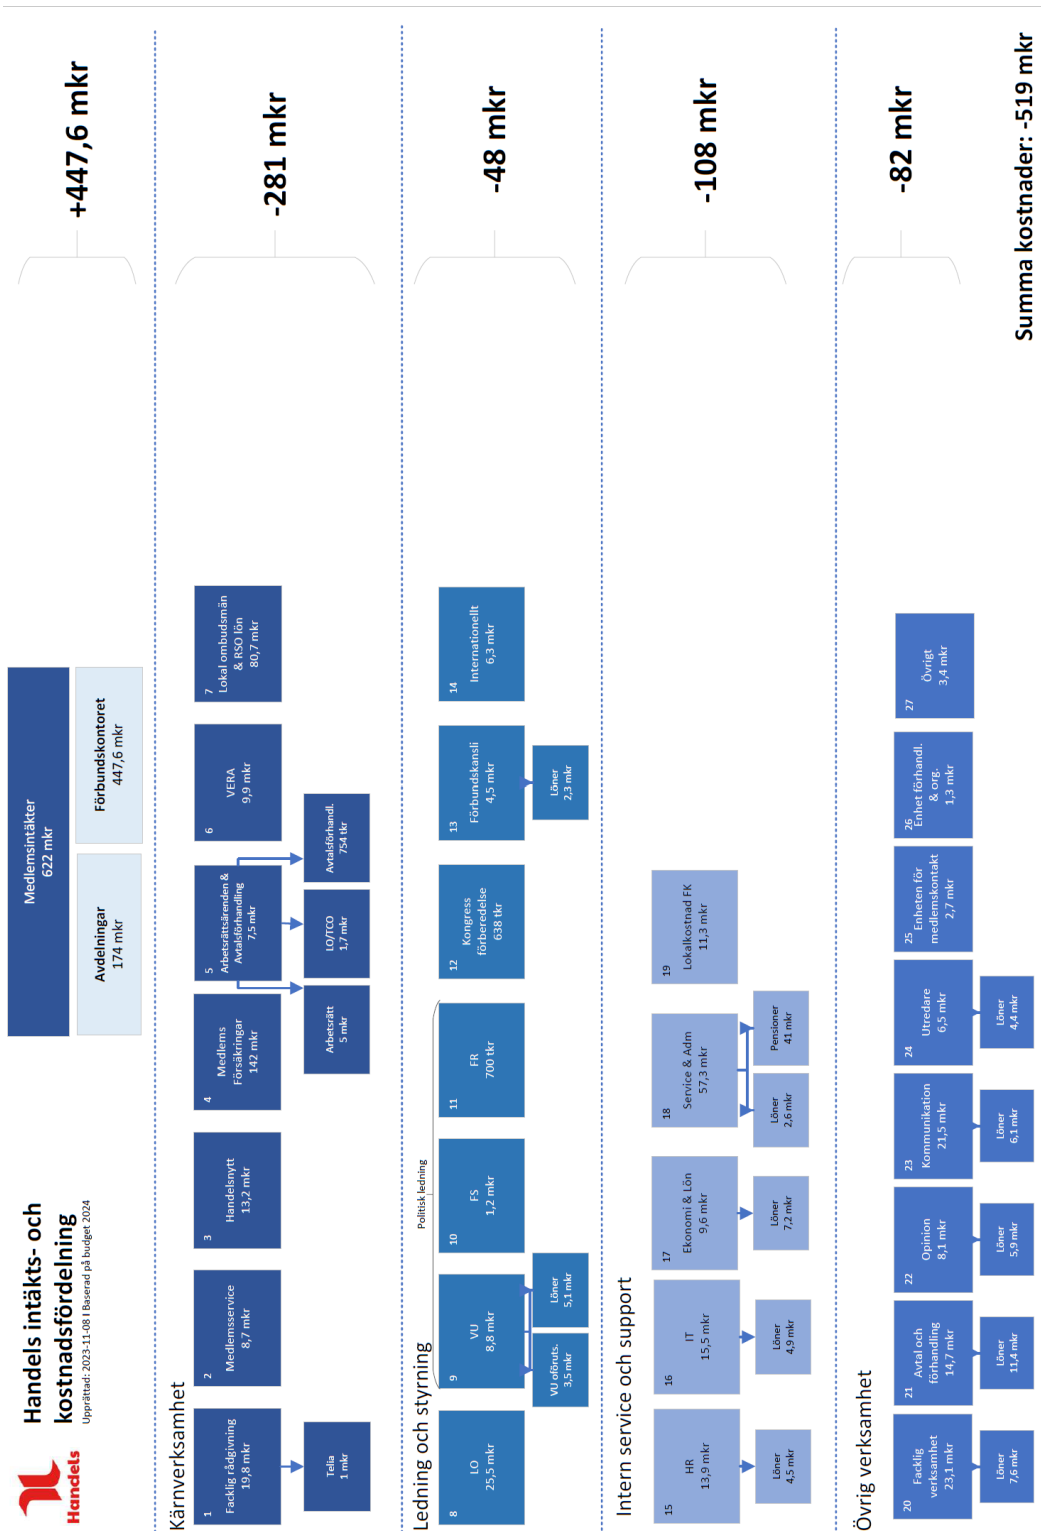 Handels
Handels intäkts- och
kostnadsfördelning
Upprättad: 2023-11-08 I Baserad på budget 2024
Medlemsintäkter
622 mkr
Avdelningar
174 mkr
Förbundskontoret
447,6 mkr
+447,6 mkr
Kärnverksamhet
1
Facklig rådgivning
19,8 mkr
Telia
1 mkr
2
Medlemsservice
8,7 mkr
3
Handelsnytt
13,2 mkr
4
Medlems
Försäkringar
142 mkr
5
Arbetsrättsärenden &
Avtalsförhandling
7,5 mkr
Arbetsrätt
5 mkr
LO/TCO
1,7 mkr
Avtalsförhandl.
754 tkr
6
VERA
9,9 mkr
7
Lokal ombudsmän
& RSO lön
80,7 mkr
-281 mkr
Ledning och styrning
Politisk ledning
8
LO
25,5 mkr
9
VU
8,8 mkr
VU oföruts.
3,5 mkr
Löner
5,1 mkr
10
FS
1,2 mkr
11
FR
700 tkr
12
Kongress
förberedelse
638 tkr
13
Förbundskansli
4,5 mkr
Löner
2,3 mkr
14
Internationellt
6,3 mkr
-48 mkr
Intern service och support
15
HR
13,9 mkr
Löner
4,5 mkr
16
IT
15,5 mkr
Löner
4,9 mkr
17
Ekonomi & Lön
9,6 mkr
Löner
7,2 mkr
18
Service & Adm
57,3 mkr
Löner
2,6 mkr
Pensioner
41 mkr
19
Lokalkostnad FK
11,3 mkr
-108 mkr
Övrig verksamhet
20
Facklig
verksamhet
23,1 mkr
Löner
7,6 mkr
21
Avtal och
förhandling
14,7 mkr
Löner
11,4 mkr
22
Opinion
8,1 mkr
Löner
5,9 mkr
23
Kommunikation
21,5 mkr
Löner
6,1 mkr
24
Utredare
6,5 mkr
Löner
4,4 mkr
25
Enheten för
medlemskontakt
2,7 mkr
26
Enhet förhandl.
& org.
1,3 mkr
27
Övrigt
3,4 mkr
-82 mkr
Summa kostnader: -519 mkr